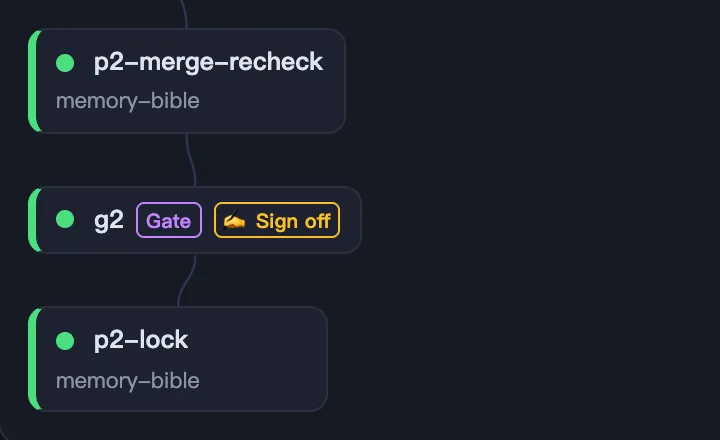 p2-merge-recheck
memory-bible
g2 Gate ✍️ Sign off
p2-lock
memory-bible